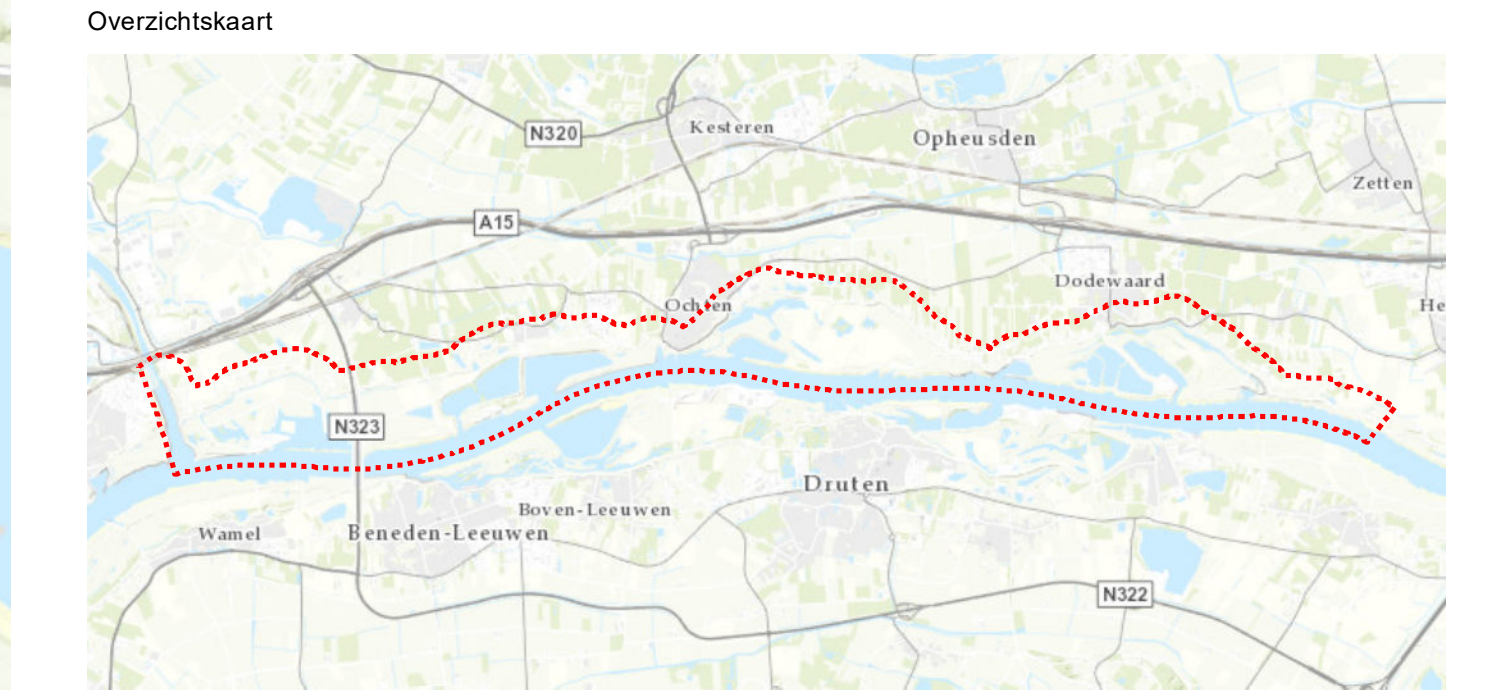 Overzichtskaart
N320
Kesteren
Opheusden
Zetten
A15
Dodewaard
Ochten
He
N323
Druten
Boven-Leeuwen
Wamel
Beneden-Leeuwen
N322